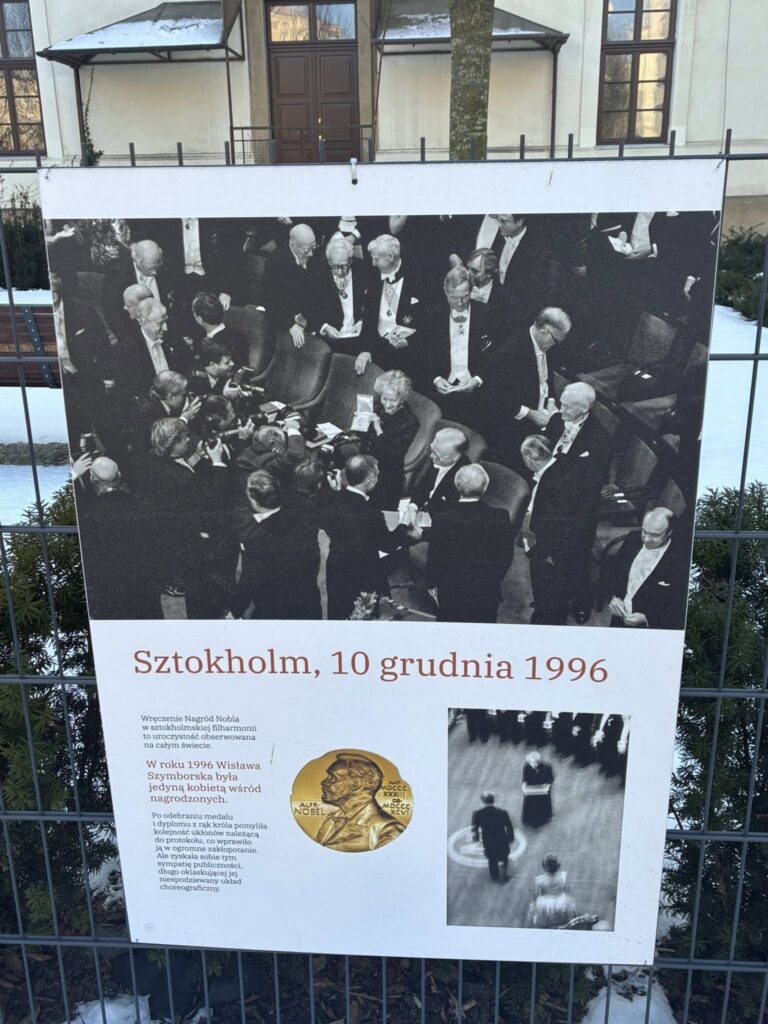 Sztokholm, 10 grudnia 1996
Wręczenie Nagród Nobla
w sztokholmskiej filharmonii
to uroczystość obserwowana
na całym świecie.
W roku 1996 Wisława
Szymborska była
jedyną kobietą wśród
nagrodzonych.
Po odebraniu medalu
i dyplomu z rąk króla pomyliła
kolejność ukłonów należącą
do protokołu, co wprawiło
ją w ogromne zakłopotanie.
Ale zyskała sobie tym
sympatię publiczności,
długo oklaskującej jej
niespodziewany układ
choreograficzny.
ALFR·
NOBEL
NAT·
MDCCC
XXXIII
OB·
MDCCC
XCVI